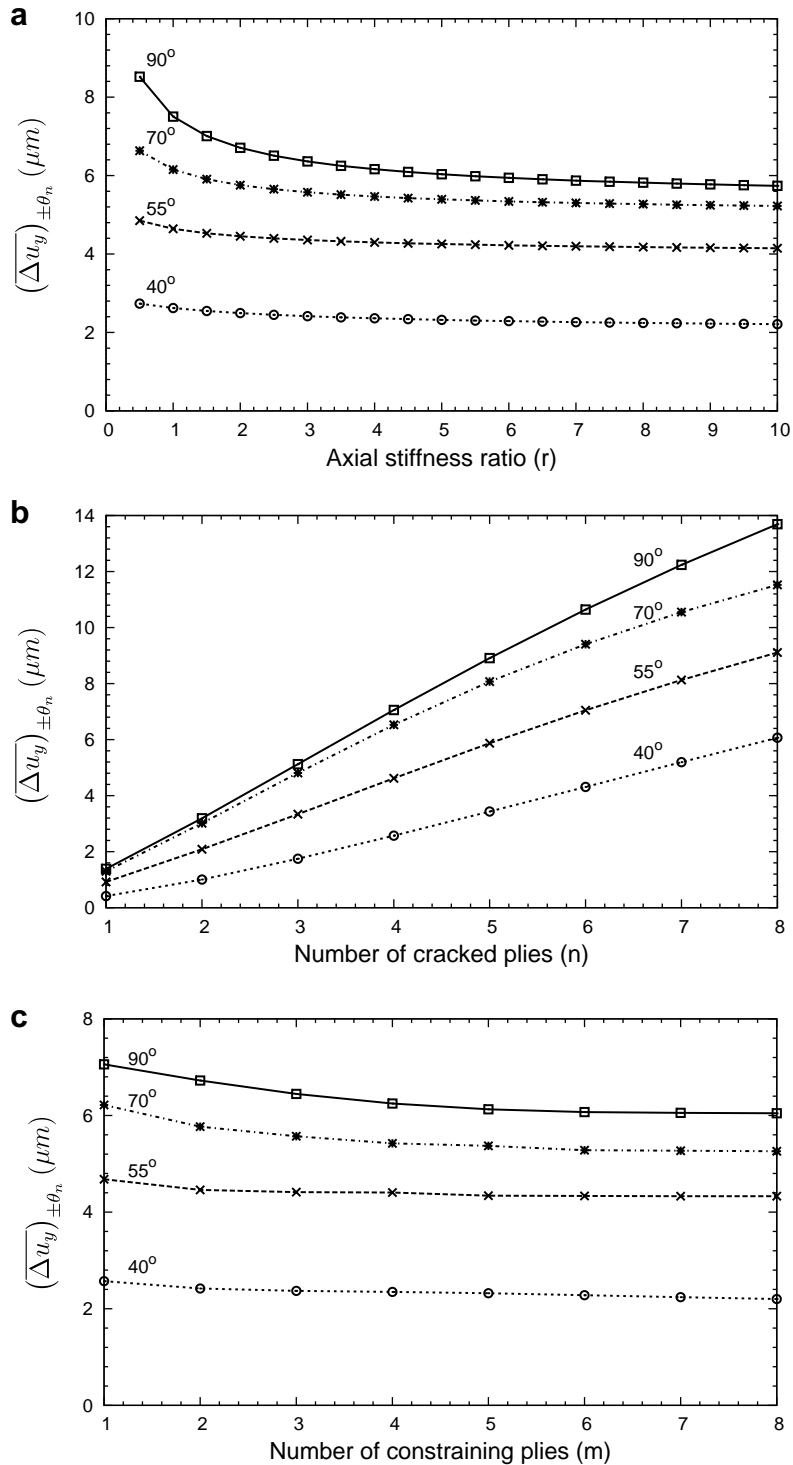 a
10
8
6
4
2
0
90°
70°
55°
40°
(Δu_y)_{±θ_n} (μm)
0 1 2 3 4 5 6 7 8 9 10
Axial stiffness ratio (r)
b
14
12
10
8
6
4
2
0
90°
70°
55°
40°
(Δu_y)_{±θ_n} (μm)
1 2 3 4 5 6 7 8
Number of cracked plies (n)
c
8
6
4
2
0
90°
70°
55°
40°
(Δu_y)_{±θ_n} (μm)
1 2 3 4 5 6 7 8
Number of constraining plies (m)